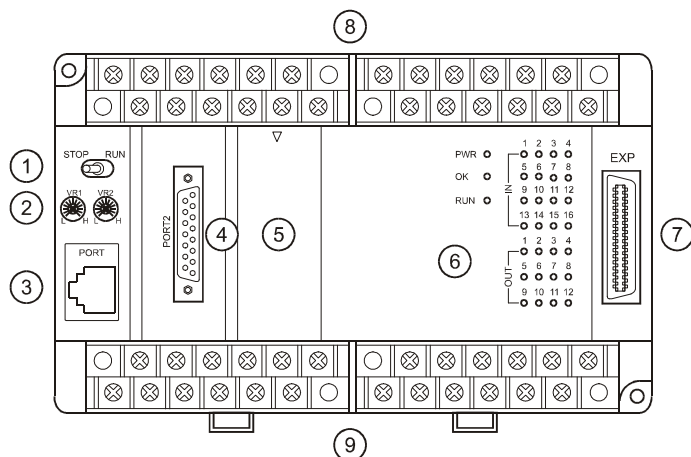 8
1 2 3 4
STOP RUN
PWR
EXP
1
5 6 7 8
OK
IN
VR1 VR2
9 10 11 12
2
RUN
L H L H
13 14 15 16
PORT2
4
5
7
PORT
1 2 3 4
6
3
OUT
5 6 7 8
9 10 11 12
9